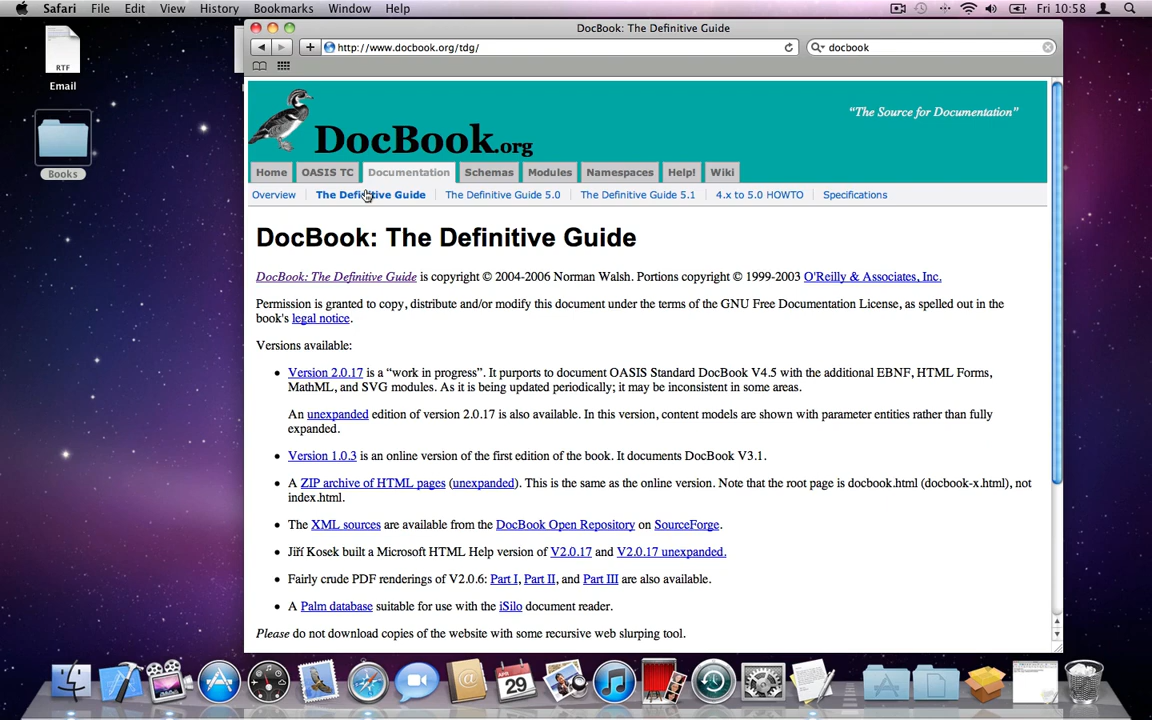 Safari File Edit View History Bookmarks Window Help Fri 10:58
DocBook: The Definitive Guide
http://www.docbook.org/tdg/ docbook
RTF
Email
Books
DocBook.org
“The Source for Documentation”
Home OASIS TC Documentation Schemas Modules Namespaces Help! Wiki
Overview The Definitive Guide The Definitive Guide 5.0 The Definitive Guide 5.1 4.x to 5.0 HOWTO Specifications
DocBook: The Definitive Guide
DocBook: The Definitive Guide is copyright © 2004-2006 Norman Walsh. Portions copyright © 1999-2003 O'Reilly & Associates, Inc.
Permission is granted to copy, distribute and/or modify this document under the terms of the GNU Free Documentation License, as spelled out in the
book's legal notice.
Versions available:
• Version 2.0.17 is a “work in progress”. It purports to document OASIS Standard DocBook V4.5 with the additional EBNF, HTML Forms,
MathML, and SVG modules. As it is being updated periodically; it may be inconsistent in some areas.
An unexpanded edition of version 2.0.17 is also available. In this version, content models are shown with parameter entities rather than fully
expanded.
• Version 1.0.3 is an online version of the first edition of the book. It documents DocBook V3.1.
• A ZIP archive of HTML pages (unexpanded). This is the same as the online version. Note that the root page is docbook.html (docbook-x.html), not
index.html.
• The XML sources are available from the DocBook Open Repository on SourceForge.
• Jiří Kosek built a Microsoft HTML Help version of V2.0.17 and V2.0.17 unexpanded.
• Fairly crude PDF renderings of V2.0.6: Part I, Part II, and Part III are also available.
• A Palm database suitable for use with the iSilo document reader.
Please do not download copies of the website with some recursive web slurping tool.
APR
29